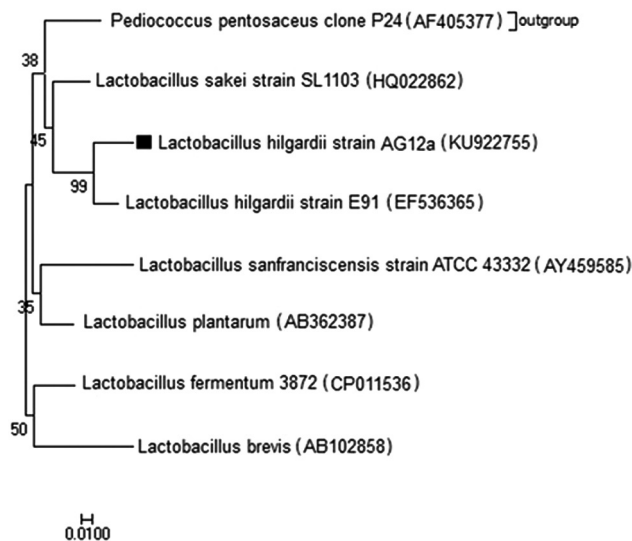 Pediococcus pentosaceus clone P24 (AF405377) outgroup
38
Lactobacillus sakei strain SL1103 (HQ022862)
45
Lactobacillus hilgardii strain AG12a (KU922755)
99
Lactobacillus hilgardii strain E91 (EF536365)
Lactobacillus sanfranciscensis strain ATCC 43332 (AY459585)
35
Lactobacillus plantarum (AB362387)
Lactobacillus fermentum 3872 (CP011536)
50
Lactobacillus brevis (AB102858)
0.0100